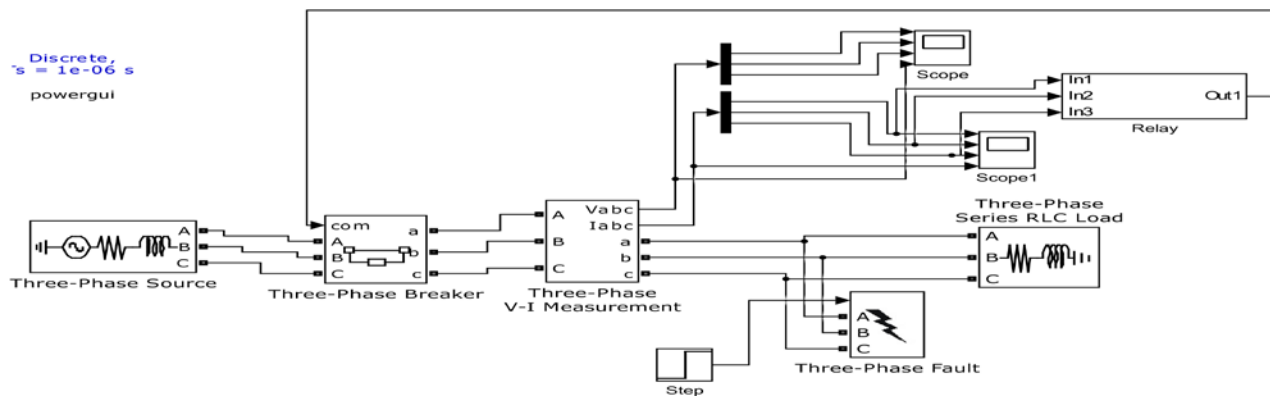 Discrete,
s = 1e-06 s
powergui
Scope
In1
In2
In3
Out1
Relay
Scope1
Three-Phase
Series RLC Load
A
B
C
Three-Phase Source
com
A
B
C
a
b
c
Three-Phase Breaker
A
B
C
Vabc
Iabc
a
b
c
Three-Phase
V-I Measurement
A
B
C
A
B
C
Three-Phase Fault
Step